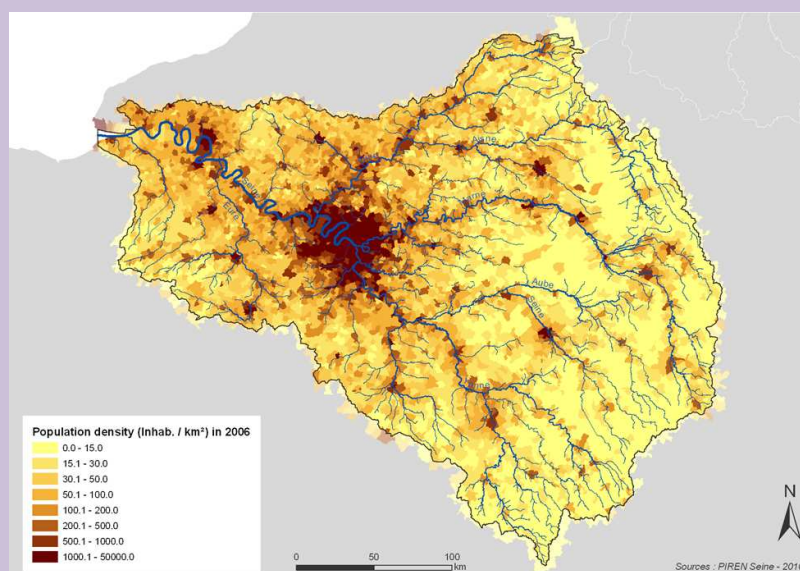 Aisne
Seine
Marne
Eure
Aube
Seine
Population density (Inhab. / km²) in 2006
0.0 - 15.0
15.1 - 30.0
30.1 - 50.0
50.1 - 100.0
100.1 - 200.0
200.1 - 500.0
500.1 - 1000.0
1000.1 - 50000.0
N
0 50 100
km
Sources : PIREN Seine - 2010